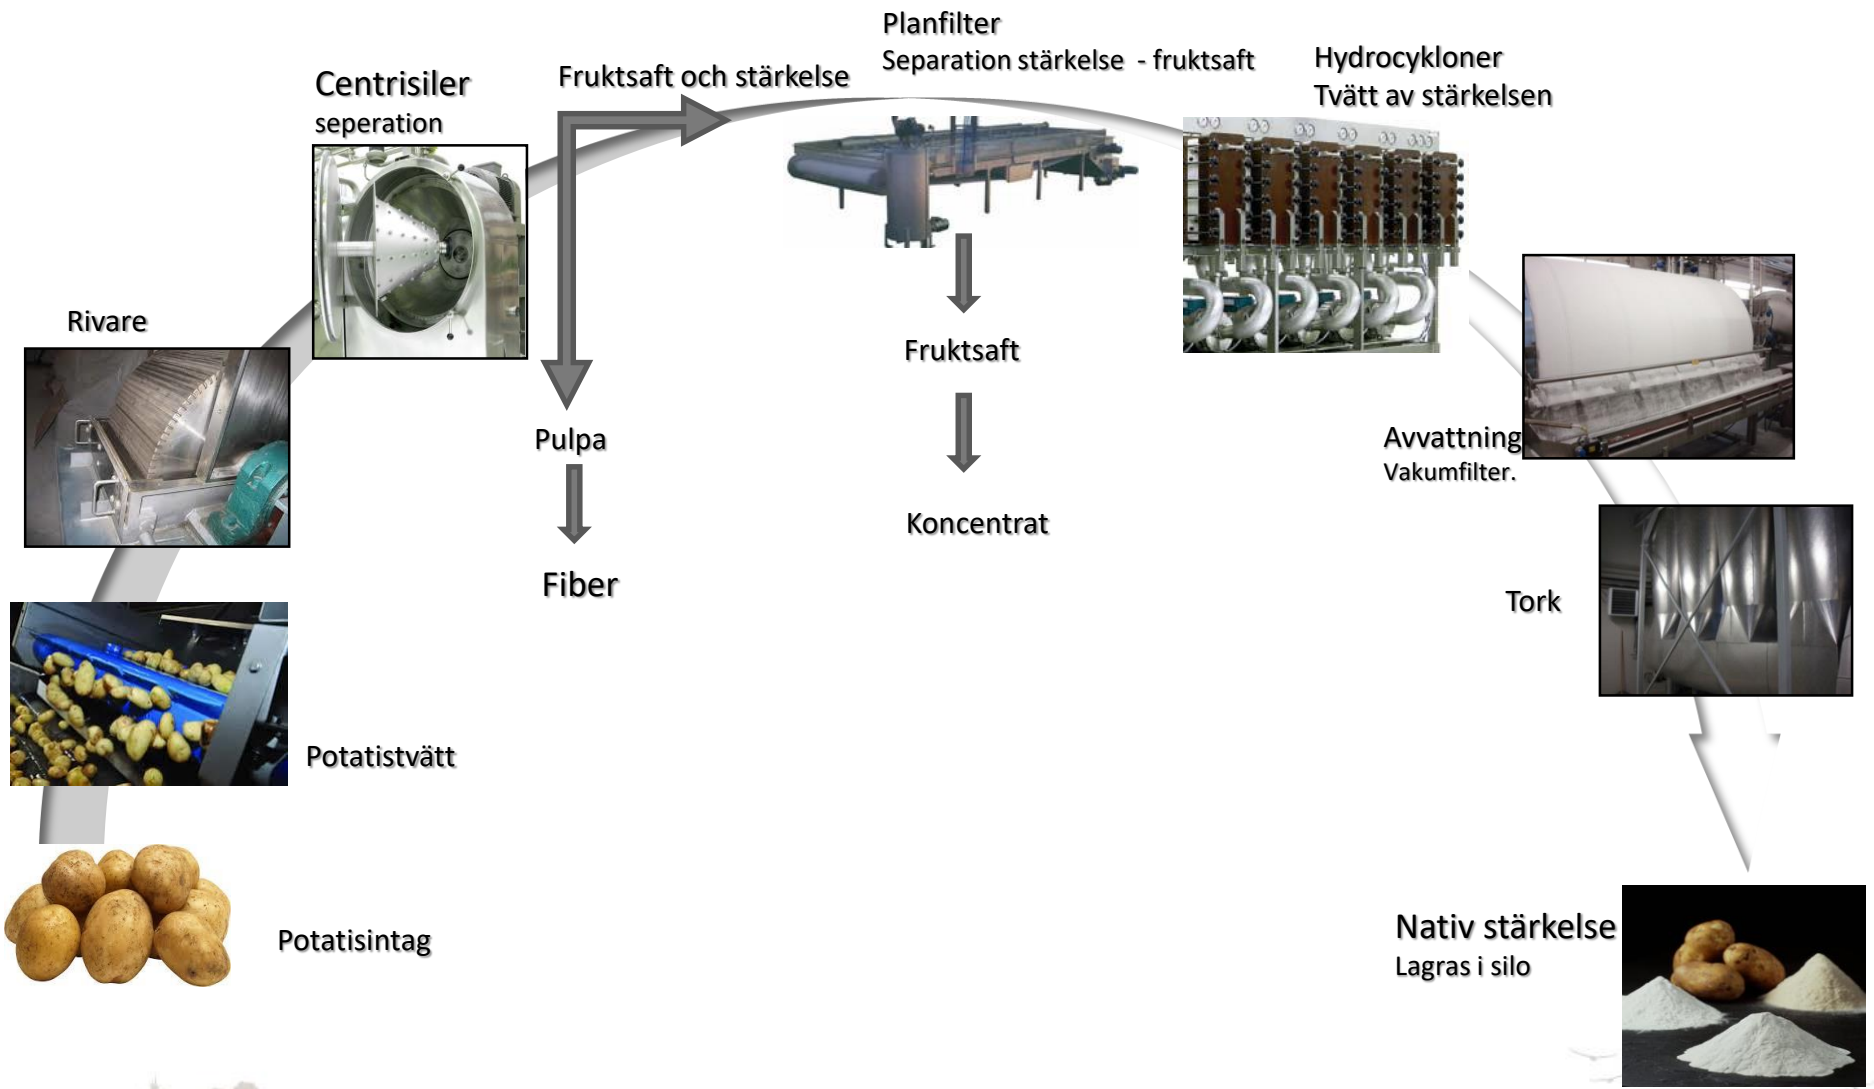 Planfilter
Separation stärkelse - fruktsaft
Hydrocykloner
Tvätt av stärkelsen
Centrisiler
seperation
Fruktsaft och stärkelse
Rivare
Fruktsaft
Pulpa
Avvattning
Vakumfilter.
Koncentrat
Fiber
Tork
Potatistvätt
Potatisintag
Nativ stärkelse
Lagras i silo